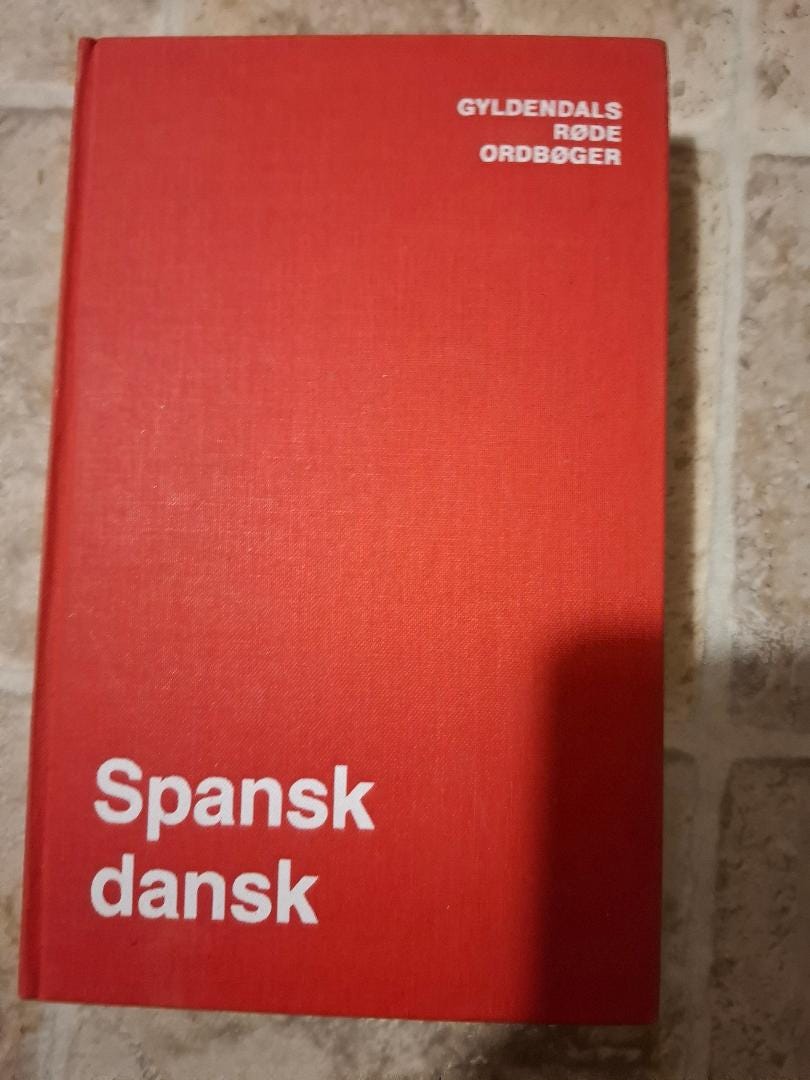 GYLDENDALS
RØDE
ORDBØGER
Spansk
dansk